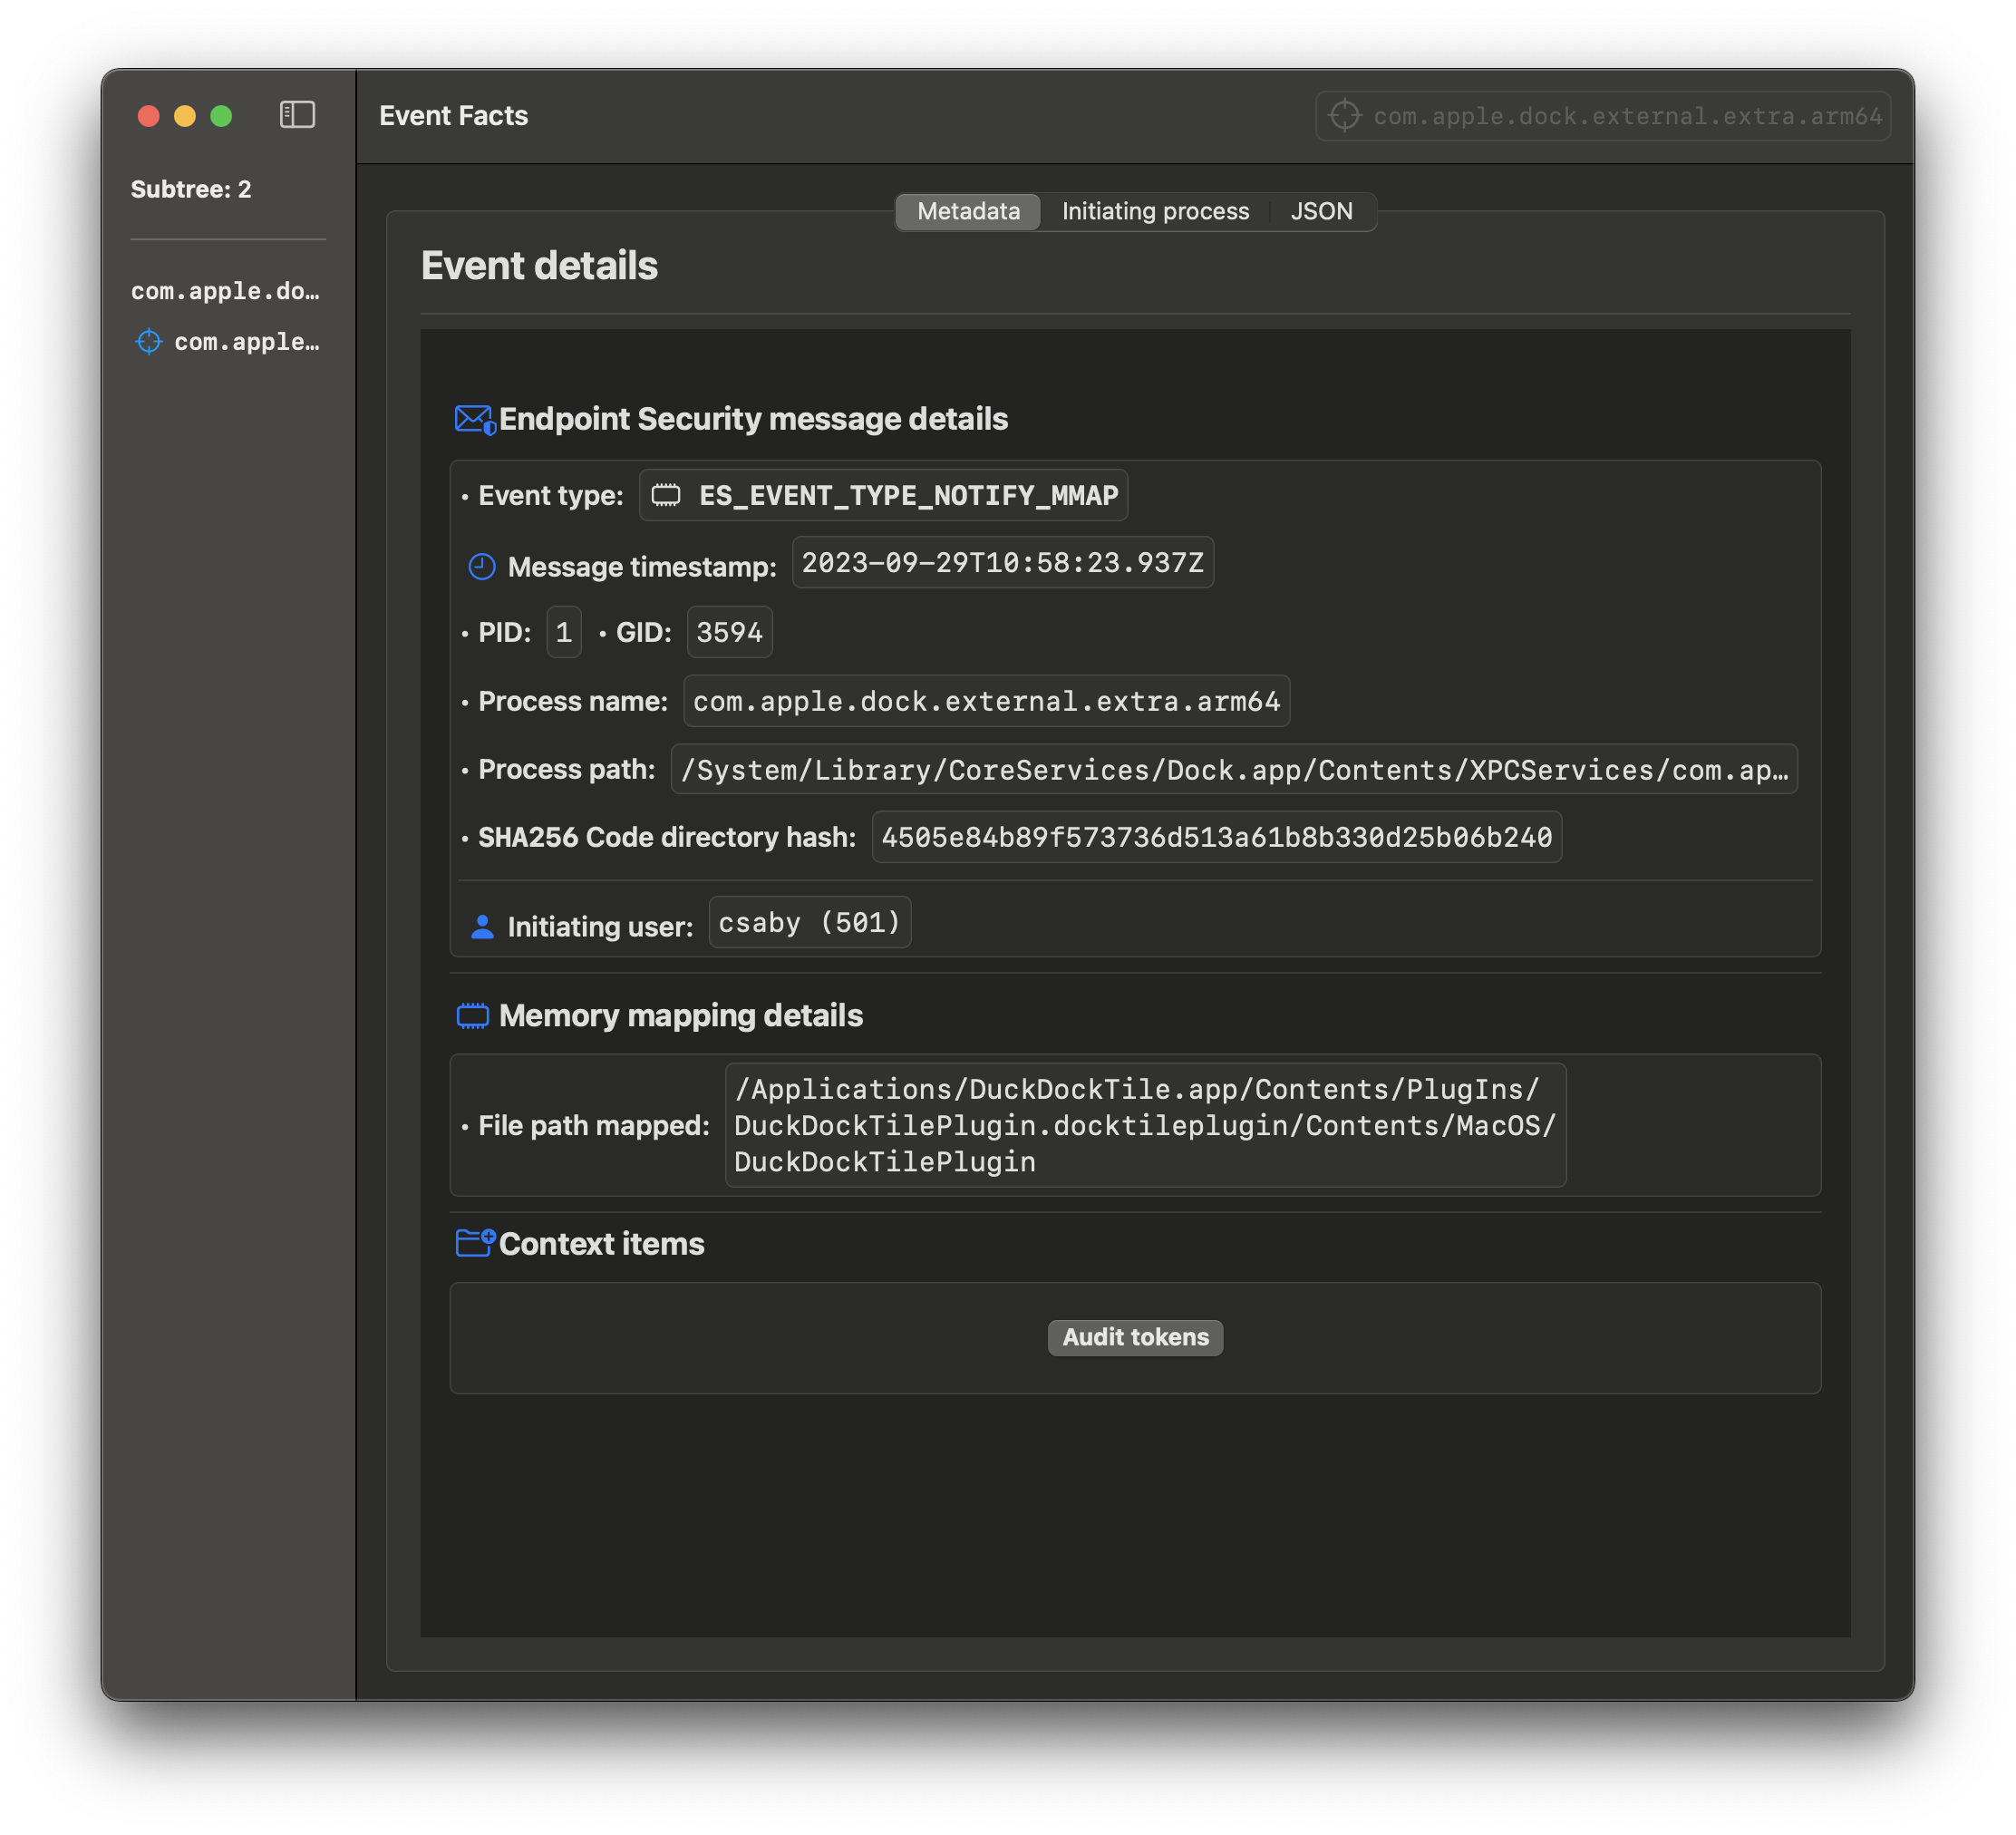 Event Facts
com.apple.dock.external.extra.arm64
Subtree: 2
com.apple.do…
com.apple…
Metadata
Initiating process
JSON
Event details
Endpoint Security message details
• Event type: ES_EVENT_TYPE_NOTIFY_MMAP
Message timestamp: 2023-09-29T10:58:23.937Z
• PID: 1 • GID: 3594
• Process name: com.apple.dock.external.extra.arm64
• Process path: /System/Library/CoreServices/Dock.app/Contents/XPCServices/com.ap…
• SHA256 Code directory hash: 4505e84b89f573736d513a61b8b330d25b06b240
Initiating user: csaby (501)
Memory mapping details
• File path mapped: /Applications/DuckDockTile.app/Contents/PlugIns/
DuckDockTilePlugin.docktileplugin/Contents/MacOS/
DuckDockTilePlugin
Context items
Audit tokens